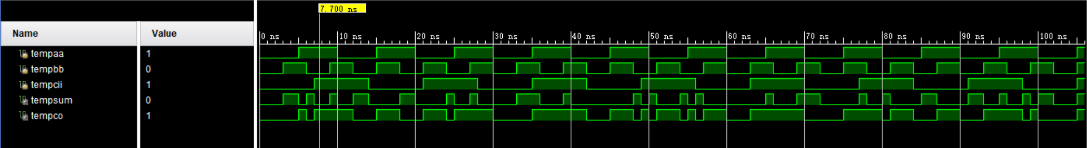 7.700 ns
Name Value
0 ns 10 ns 20 ns 30 ns 40 ns 50 ns 60 ns 70 ns 80 ns 90 ns 100 ns
tempaa 1
tempbb 0
tempcii 1
tempsum 0
tempco 1